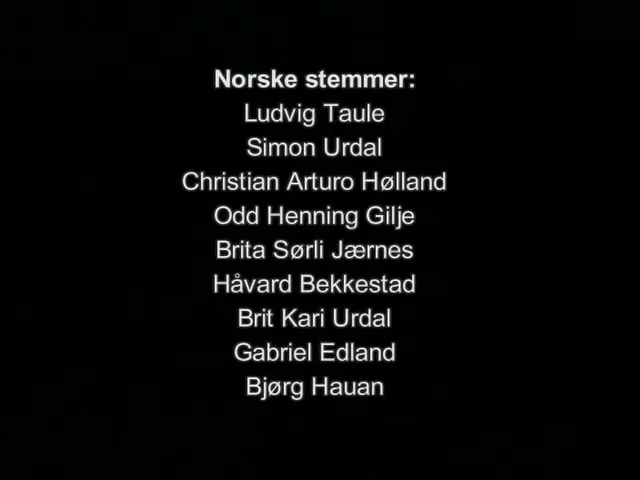 Norske stemmer:
Ludvig Taule
Simon Urdal
Christian Arturo Hølland
Odd Henning Gilje
Brita Sørli Jærnes
Håvard Bekkestad
Brit Kari Urdal
Gabriel Edland
Bjørg Hauan